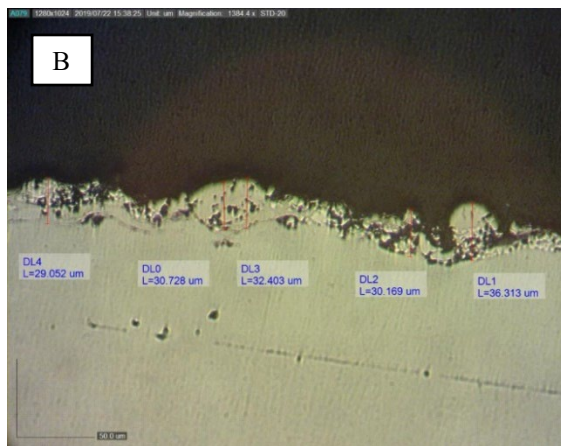 A079 1280x1024 2019/07/22 15:38:25 Unit: um Magnification: 1384.4 x STD-20
B
DL4
L=29.052 um
DL0
L=30.728 um
DL3
L=32.403 um
DL2
L=30.169 um
DL1
L=36.313 um
50.0 um